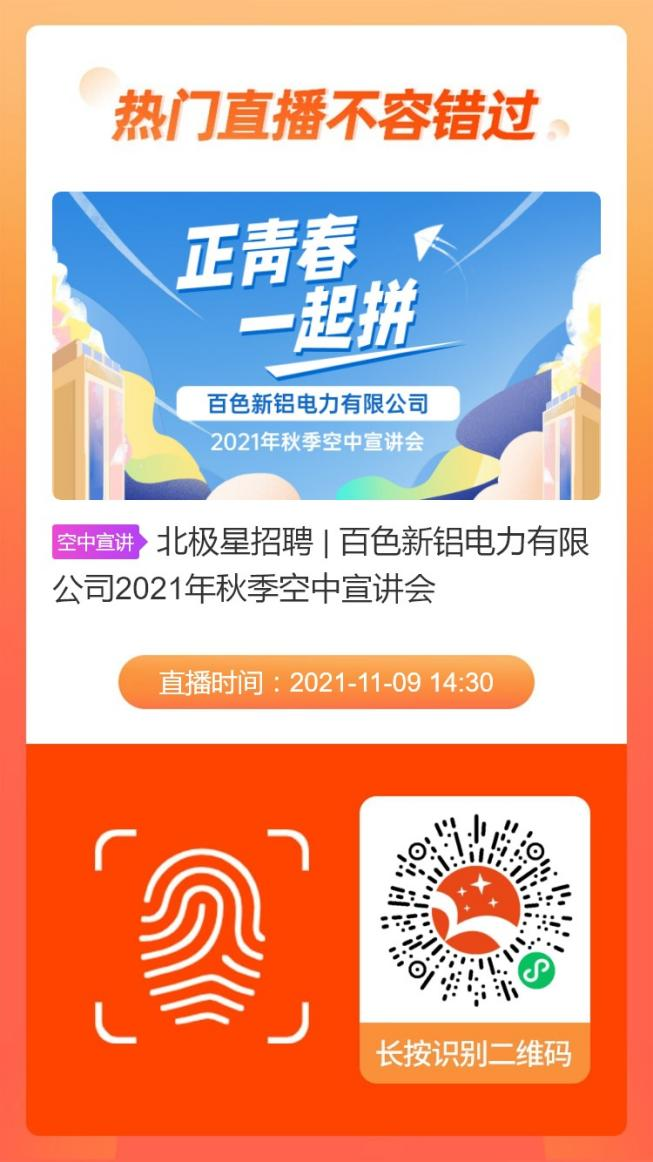 热门直播不容错过
正青春
一起拼
百色新铝电力有限公司
2021年秋季空中宣讲会
空中宣讲 北极星招聘 | 百色新铝电力有限
公司2021年秋季空中宣讲会
直播时间：2021-11-09 14:30
长按识别二维码